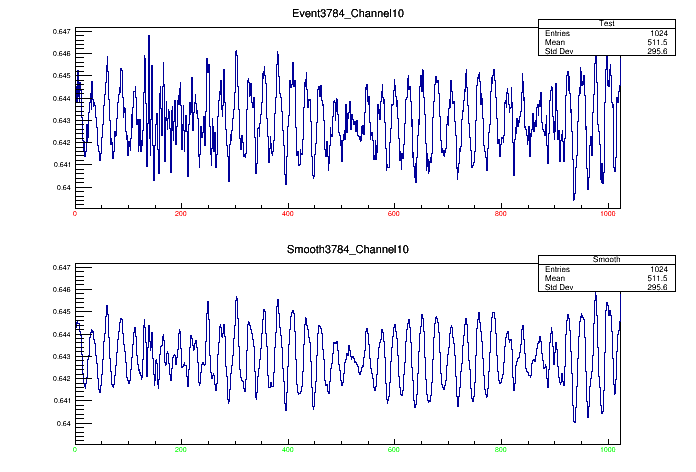 Event3784_Channel10
Test
Entries 1024
Mean 511.5
Std Dev 295.6
0.647
0.646
0.645
0.644
0.643
0.642
0.641
0.64
0 200 400 600 800 1000
Smooth3784_Channel10
Smooth
Entries 1024
Mean 511.5
Std Dev 295.6
0.647
0.646
0.645
0.644
0.643
0.642
0.641
0.64
0 200 400 600 800 1000